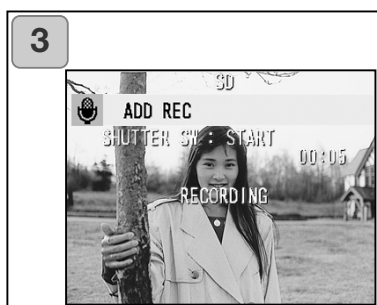 3
SD
ADD REC
SHUTTER SW : START
00:05
RECORDING